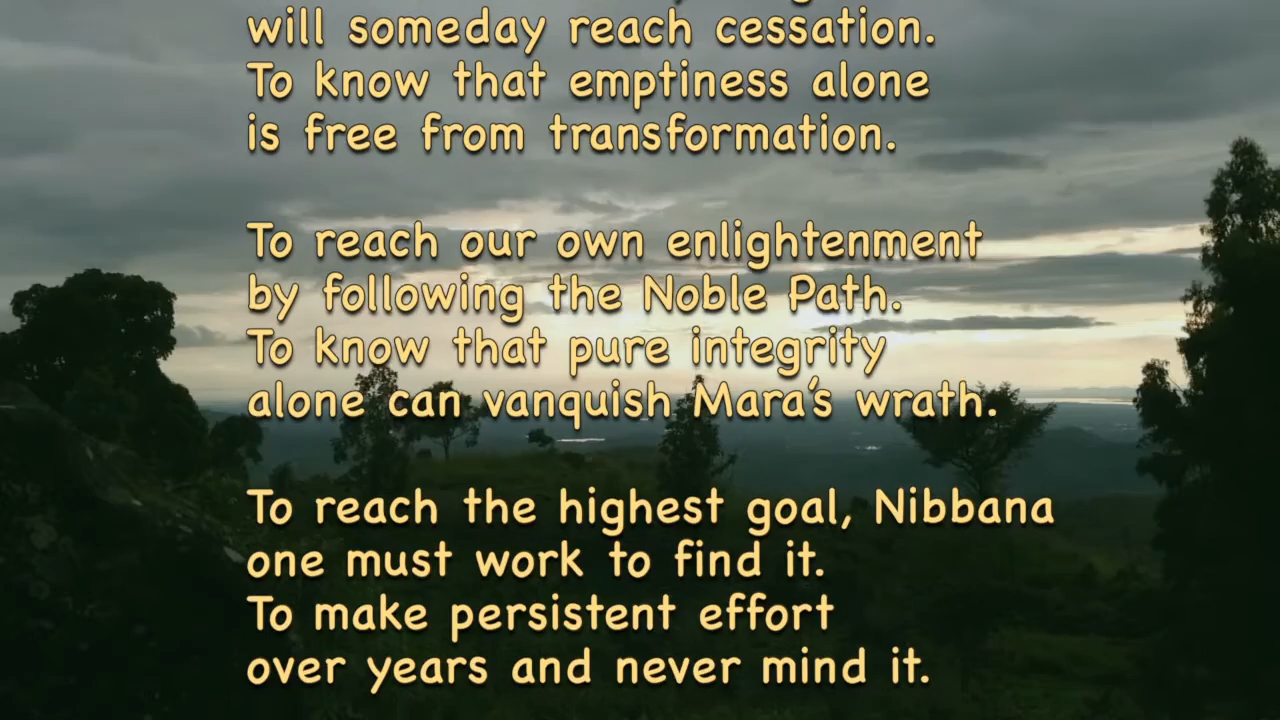 will someday reach cessation.
To know that emptiness alone
is free from transformation.
To reach our own enlightenment
by following the Noble Path.
To know that pure integrity
alone can vanquish Mara's wrath.
To reach the highest goal, Nibbana
one must work to find it.
To make persistent effort
over years and never mind it.